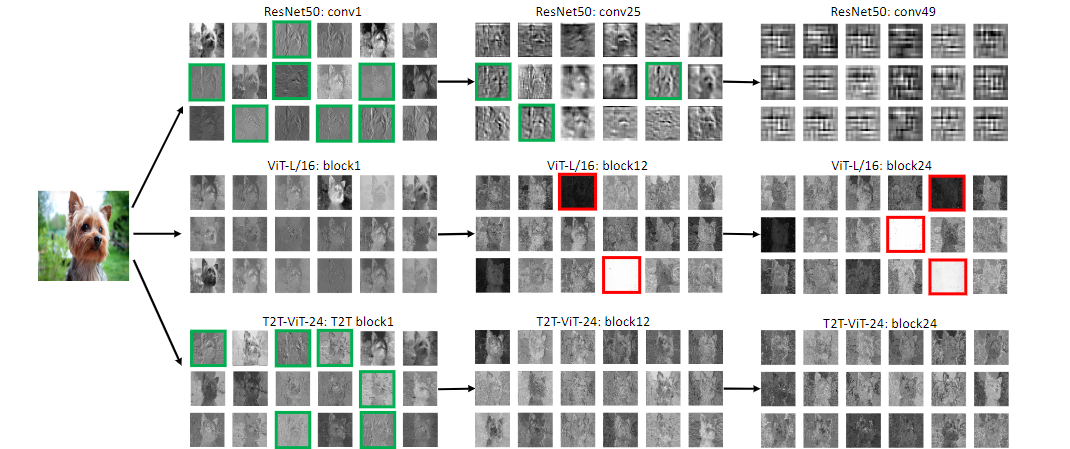 ResNet50: conv1
ResNet50: conv25
ResNet50: conv49
ViT-L/16: block1
ViT-L/16: block12
ViT-L/16: block24
T2T-ViT-24: T2T block1
T2T-ViT-24: block12
T2T-ViT-24: block24